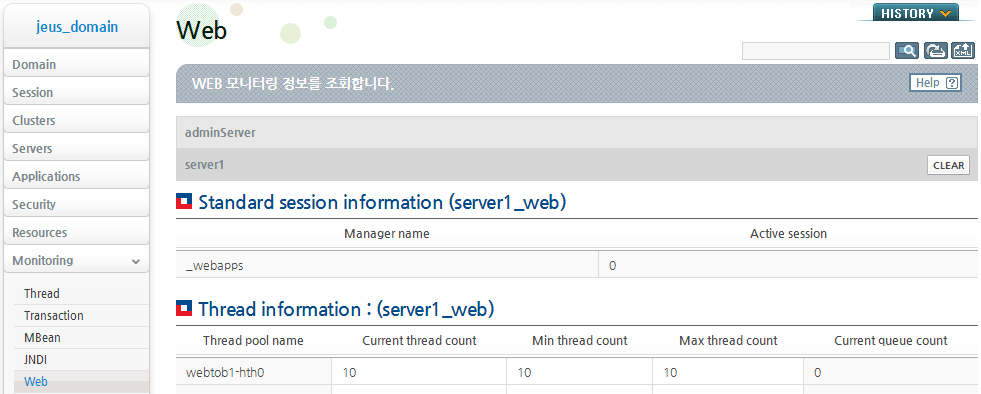 jeus_domain
Domain
Session
Clusters
Servers
Applications
Security
Resources
Monitoring
Thread
Transaction
MBean
JNDI
Web
Web
HISTORY
XML
WEB 모니터링 정보를 조회합니다.
Help ?
adminServer
server1
CLEAR
Standard session information (server1_web)
Manager name Active session
_webapps 0
Thread information : (server1_web)
Thread pool name Current thread count Min thread count Max thread count Current queue count
webtob1-hth0 10 10 10 0